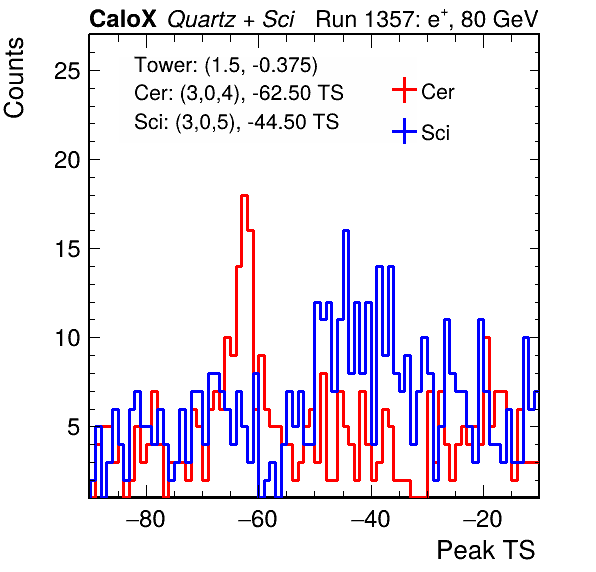 CaloX Quartz + Sci Run 1357: e+, 80 GeV
Counts
Tower: (1.5, -0.375)
Cer: (3,0,4), -62.50 TS
Sci: (3,0,5), -44.50 TS
Cer
Sci
25
20
15
10
5
−80 −60 −40 −20
Peak TS